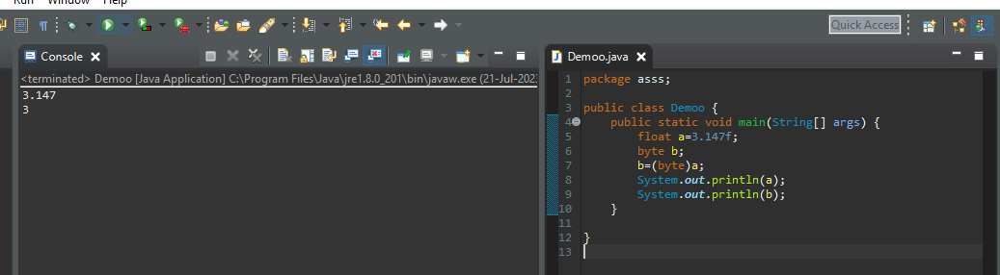 Run Window Help
Quick Access
Console
<terminated> Demoo [Java Application] C:\Program Files\Java\jre1.8.0_201\bin\javaw.exe (21-Jul-2023
3.147
3
Demoo.java
1 package asss;
2
3 public class Demoo {
4 public static void main(String[] args) {
5 float a=3.147f;
6 byte b;
7 b=(byte)a;
8 System.out.println(a);
9 System.out.println(b);
10 }
11
12 }
13